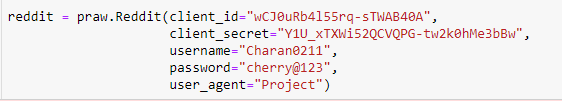 reddit = praw.Reddit(client_id="wCJ0uRb4l55rq-sTWAB40A",
client_secret="Y1U_xTXWi52QCVQPG-tw2k0hMe3bBw",
username="Charan0211",
password="cherry@123",
user_agent="Project")